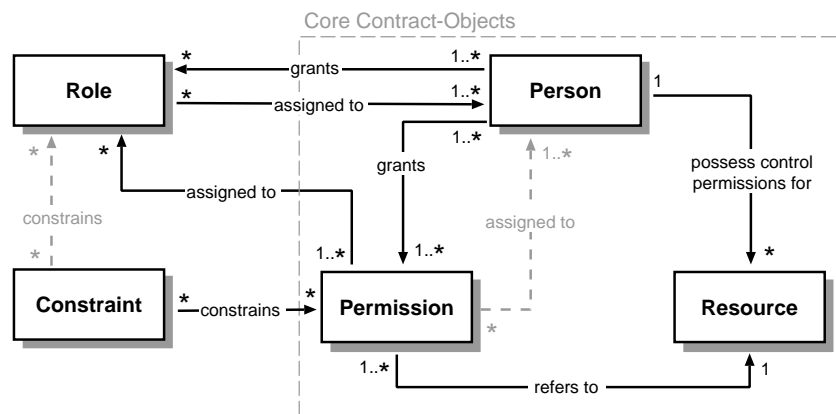 Core Contract-Objects
* grants 1..*
Role
Person
* assigned to 1..*
1
* *
1..* 1..*
grants
possess control
permissions for
assigned to
assigned to
constrains
* 1..* 1..* *
Constraint
* constrains *
Permission
*
Resource
1..* refers to 1